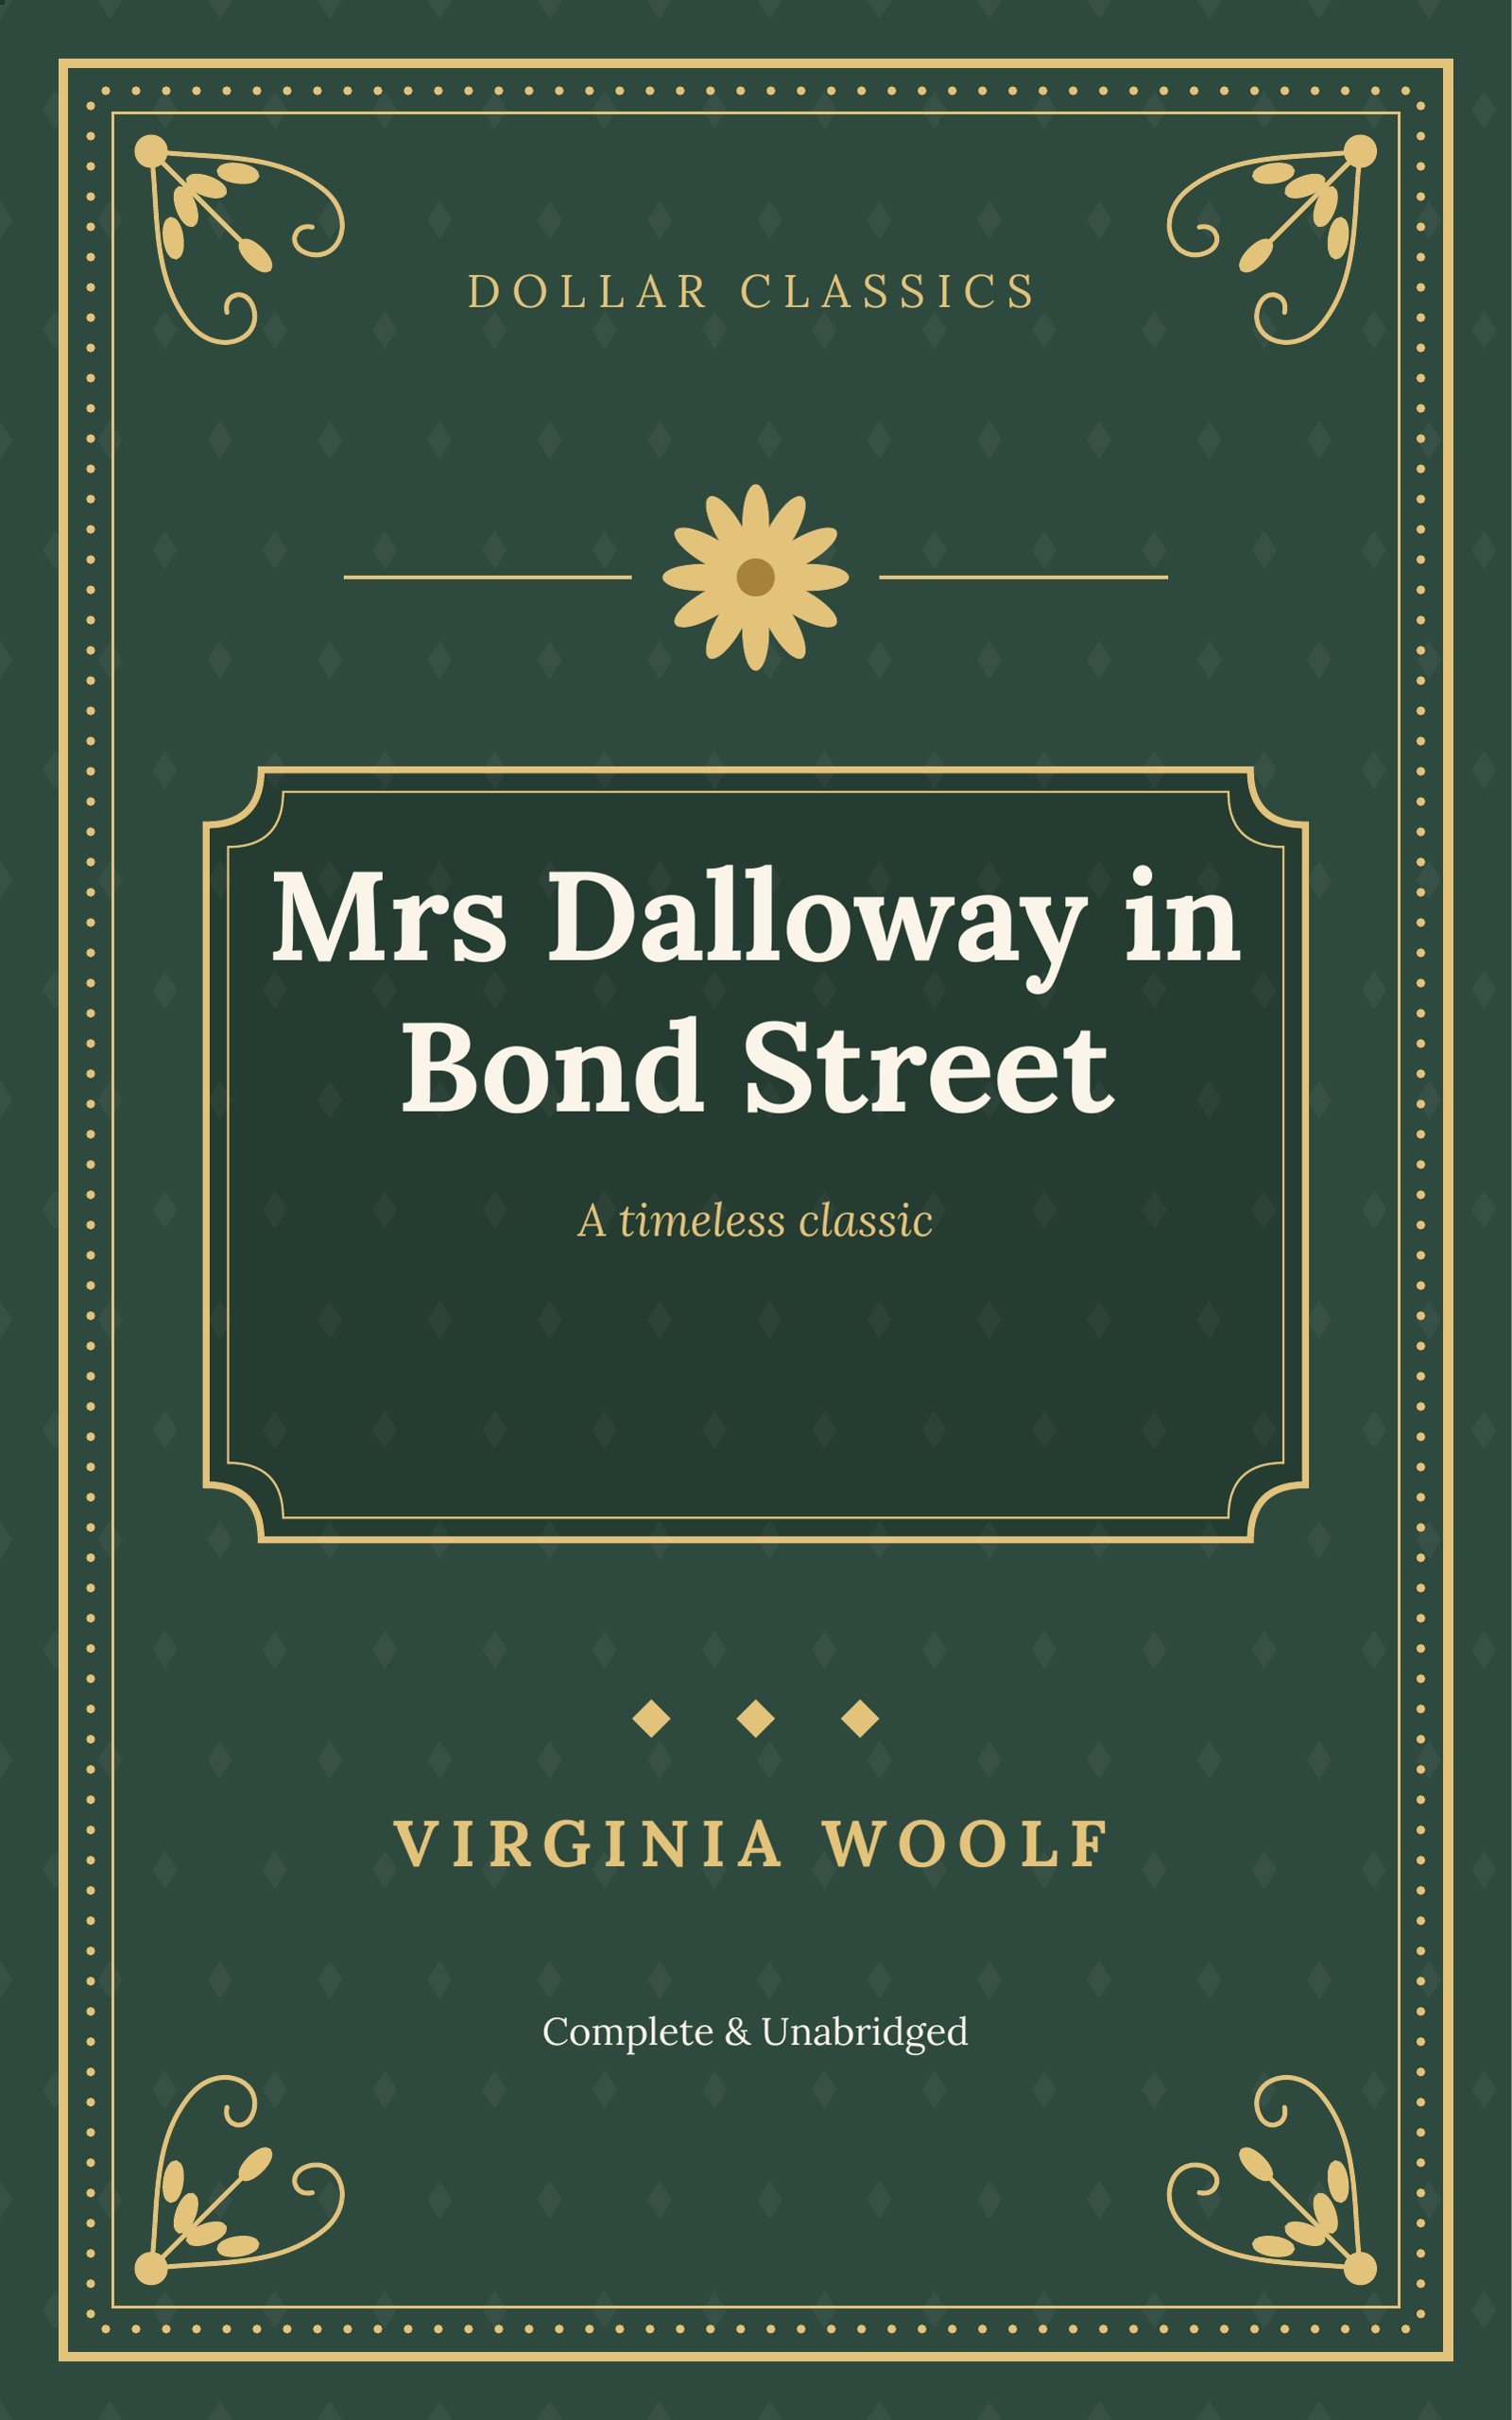 DOLLAR CLASSICS
Mrs Dalloway in
Bond Street
A timeless classic
VIRGINIA WOOLF
Complete & Unabridged